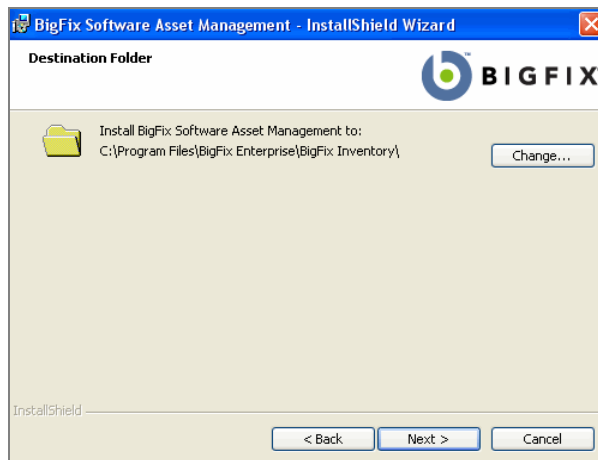 BigFix Software Asset Management - InstallShield Wizard
Destination Folder
BIGFIX
Install BigFix Software Asset Management to:
C:\Program Files\BigFix Enterprise\BigFix Inventory\
Change...
InstallShield
< Back
Next >
Cancel